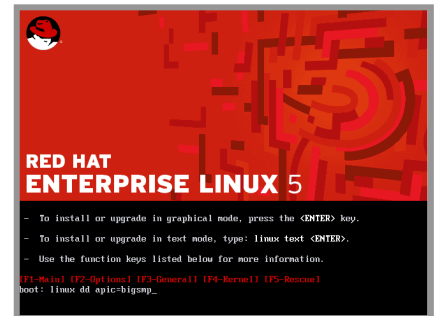 RED HAT
ENTERPRISE LINUX 5
- To install or upgrade in graphical mode, press the <ENTER> key.
- To install or upgrade in text mode, type: linux text <ENTER>.
- Use the function keys listed below for more information.
[F1-Main] [F2-Options] [F3-General] [F4-Kernel] [F5-Rescue]
boot: linux dd apic=bigsmp_